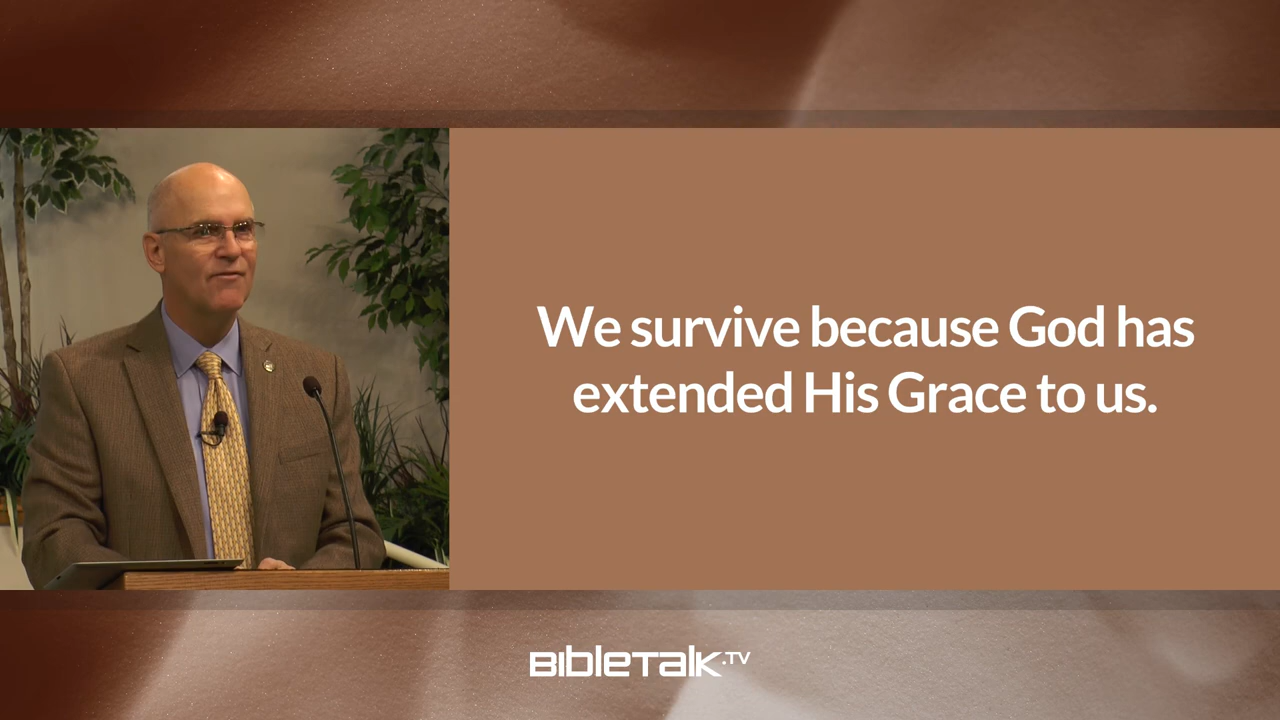 We survive because God has
extended His Grace to us.
BibleTalk.TV